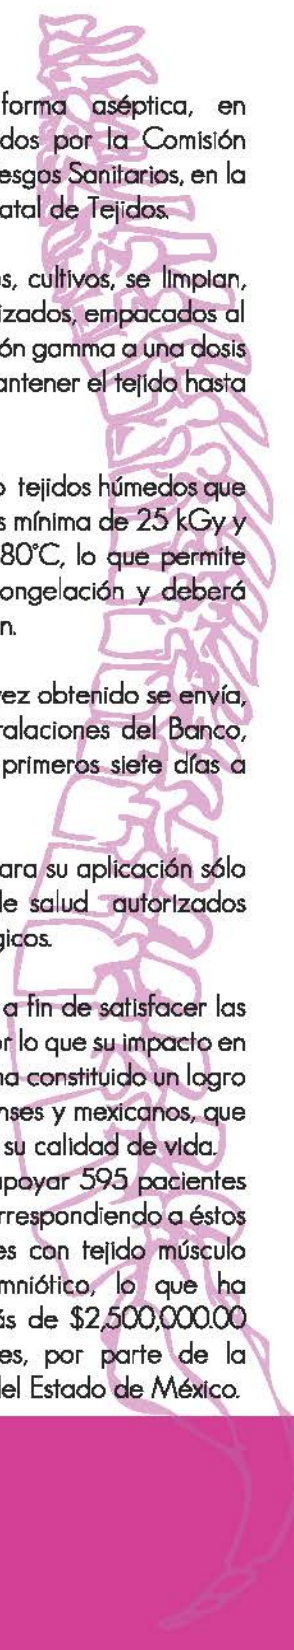 forma aséptica, en
dos por la Comisión
esgos Sanitarios, en la
atal de Tejidos.
s, cultivos, se limpian,
izados, empacados al
ón gamma a una dosis
antener el tejido hasta
o tejidos húmedos que
s mínima de 25 kGy y
80°C, lo que permite
ongelación y deberá
n.
vez obtenido se envía,
talaciones del Banco,
primeros siete días a
ara su aplicación sólo
de salud autorizados
gicos.
a fin de satisfacer las
or lo que su impacto en
ha constituido un logro
nses y mexicanos, que
su calidad de vida.
apoyar 595 pacientes
rrespondiendo a éstos
es con tejido músculo
mniótico, lo que ha
ás de $2,500,000.00
es, por parte de la
del Estado de México.